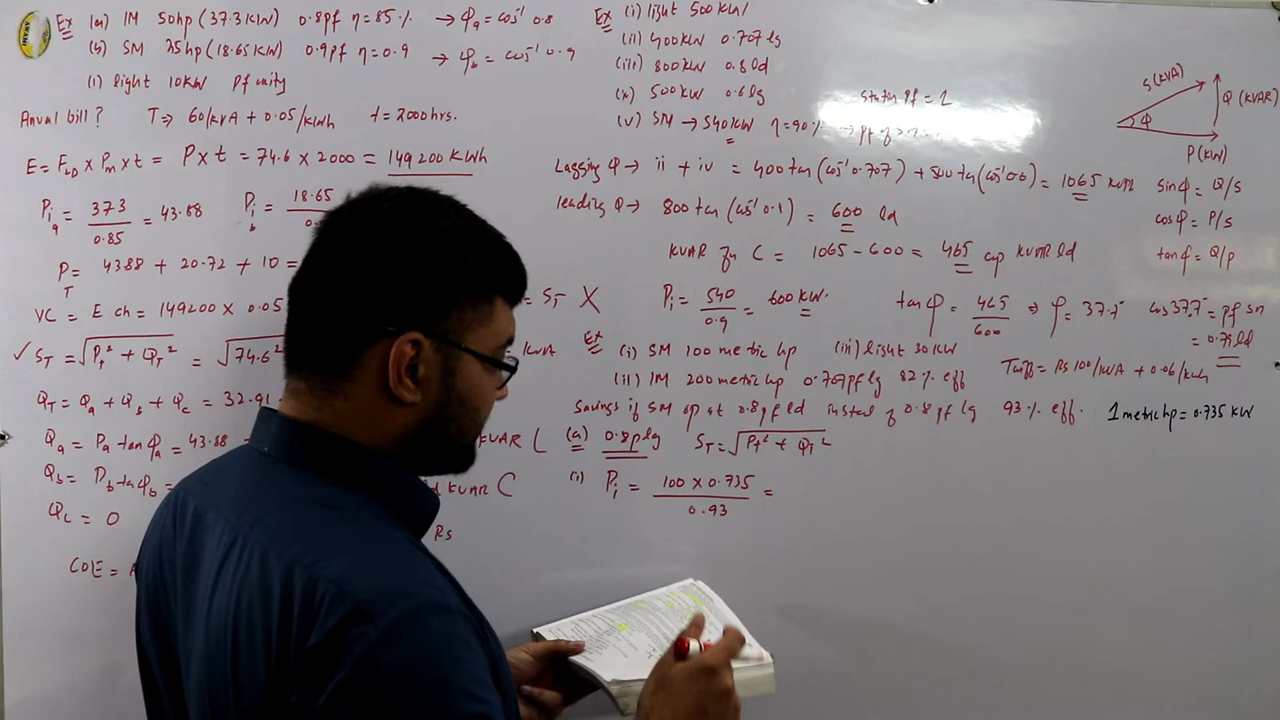 Ex (a) IM 50hp (37.3KW) 0.8pf η = 85% → φa = cos⁻¹ 0.8
(b) SM 25hp (18.65 KW) 0.9pf η = 0.9 → φb = cos⁻¹ 0.9
(i) light 10KW pf unity
Anual bill? T ⇒ 60/KVA + 0.05/KWh t = 2000 hrs.
E = FLD × Pm × t = P × t = 74.6 × 2000 = 149200 KWh
Pia = 37.3 / 0.85 = 43.88 Pib = 18.65
PT = 43.88 + 20.72 + 10 =
VC = E ch = 149200 × 0.05
= ST X
✓ ST = √PT² + QT² = √74.6²
KVA
QT = Qa + Qb + Qc = 32.91
Qa = Pa tan φa = 43.88
KVAR L
Qb = Pb tan φb =
KVAR C
Qc = 0
Rs
COE =
Ex (i) light 500KW
(ii) 400KW 0.707 lg
(iii) 800KW 0.8 ld
(iv) 500KW 0.6 lg
(v) SM → 540KW η = 90% → pf of
Station pf = 1
S(KVA)
Q (KVAR)
φ
P(KW)
Lagging Q → ii + iv = 400 tan (cos⁻¹ 0.707) + 500 tan (cos⁻¹ 0.6) = 1065 KVAR
leading Q → 800 tan (cos⁻¹ 0.8) = 600 ld
KVAR for C = 1065 - 600 = 465 cap KVAR ld
sin φ = Q/S
cos φ = P/S
tan φ = Q/P
Pi = 540 / 0.9 = 600 KW. tan φ = 465 / 600 ⇒ φ = 37.7° cos 37.7° = pf sm
= 0.79 ld
Ex (i) SM 100 metric hp (iii) light 30KW
(ii) IM 200 metric hp 0.707 pf lg 82% eff
Tariff = Rs 100/KVA + 0.06/kwh
Savings if SM op at 0.8 pf ld instead of 0.8 pf lg 93% eff. 1 metric hp = 0.735 KW
(a) 0.8p lg ST = √PT² + QT²
(i) Pi = 100 × 0.735 / 0.93 =